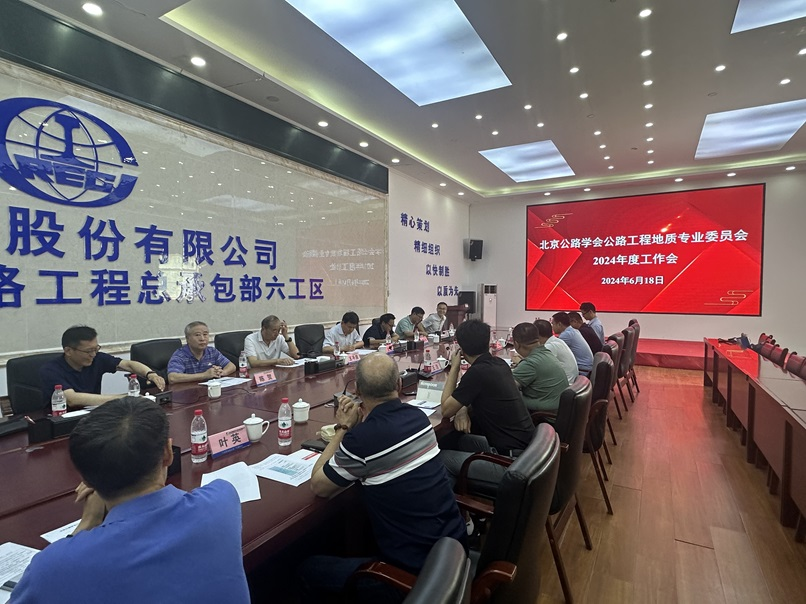 股份有限公司
路工程总承包部六工区
精心策划
精细组织
以快制胜
北京公路学会公路工程地质专业委员会
2024年度工作会
2024年6月18日
叶英